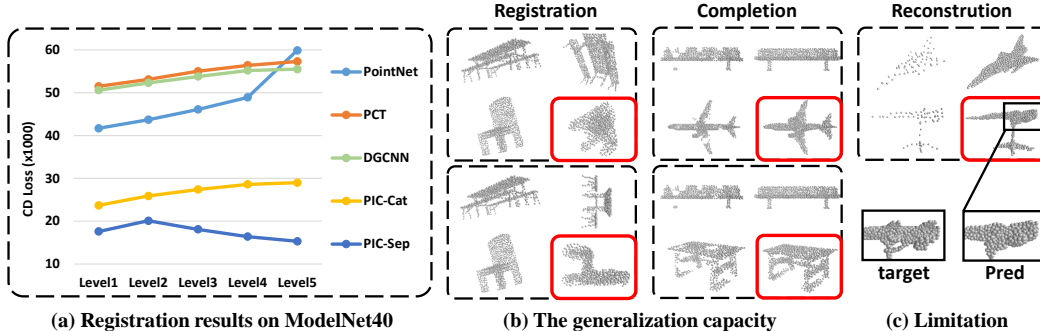 Registration
Completion
Reconstrution
60
50
40
30
20
10
CD Loss (x1000)
PointNet
PCT
DGCNN
PIC-Cat
PIC-Sep
Level1 Level2 Level3 Level4 Level5
target
Pred
(a) Registration results on ModelNet40
(b) The generalization capacity
(c) Limitation